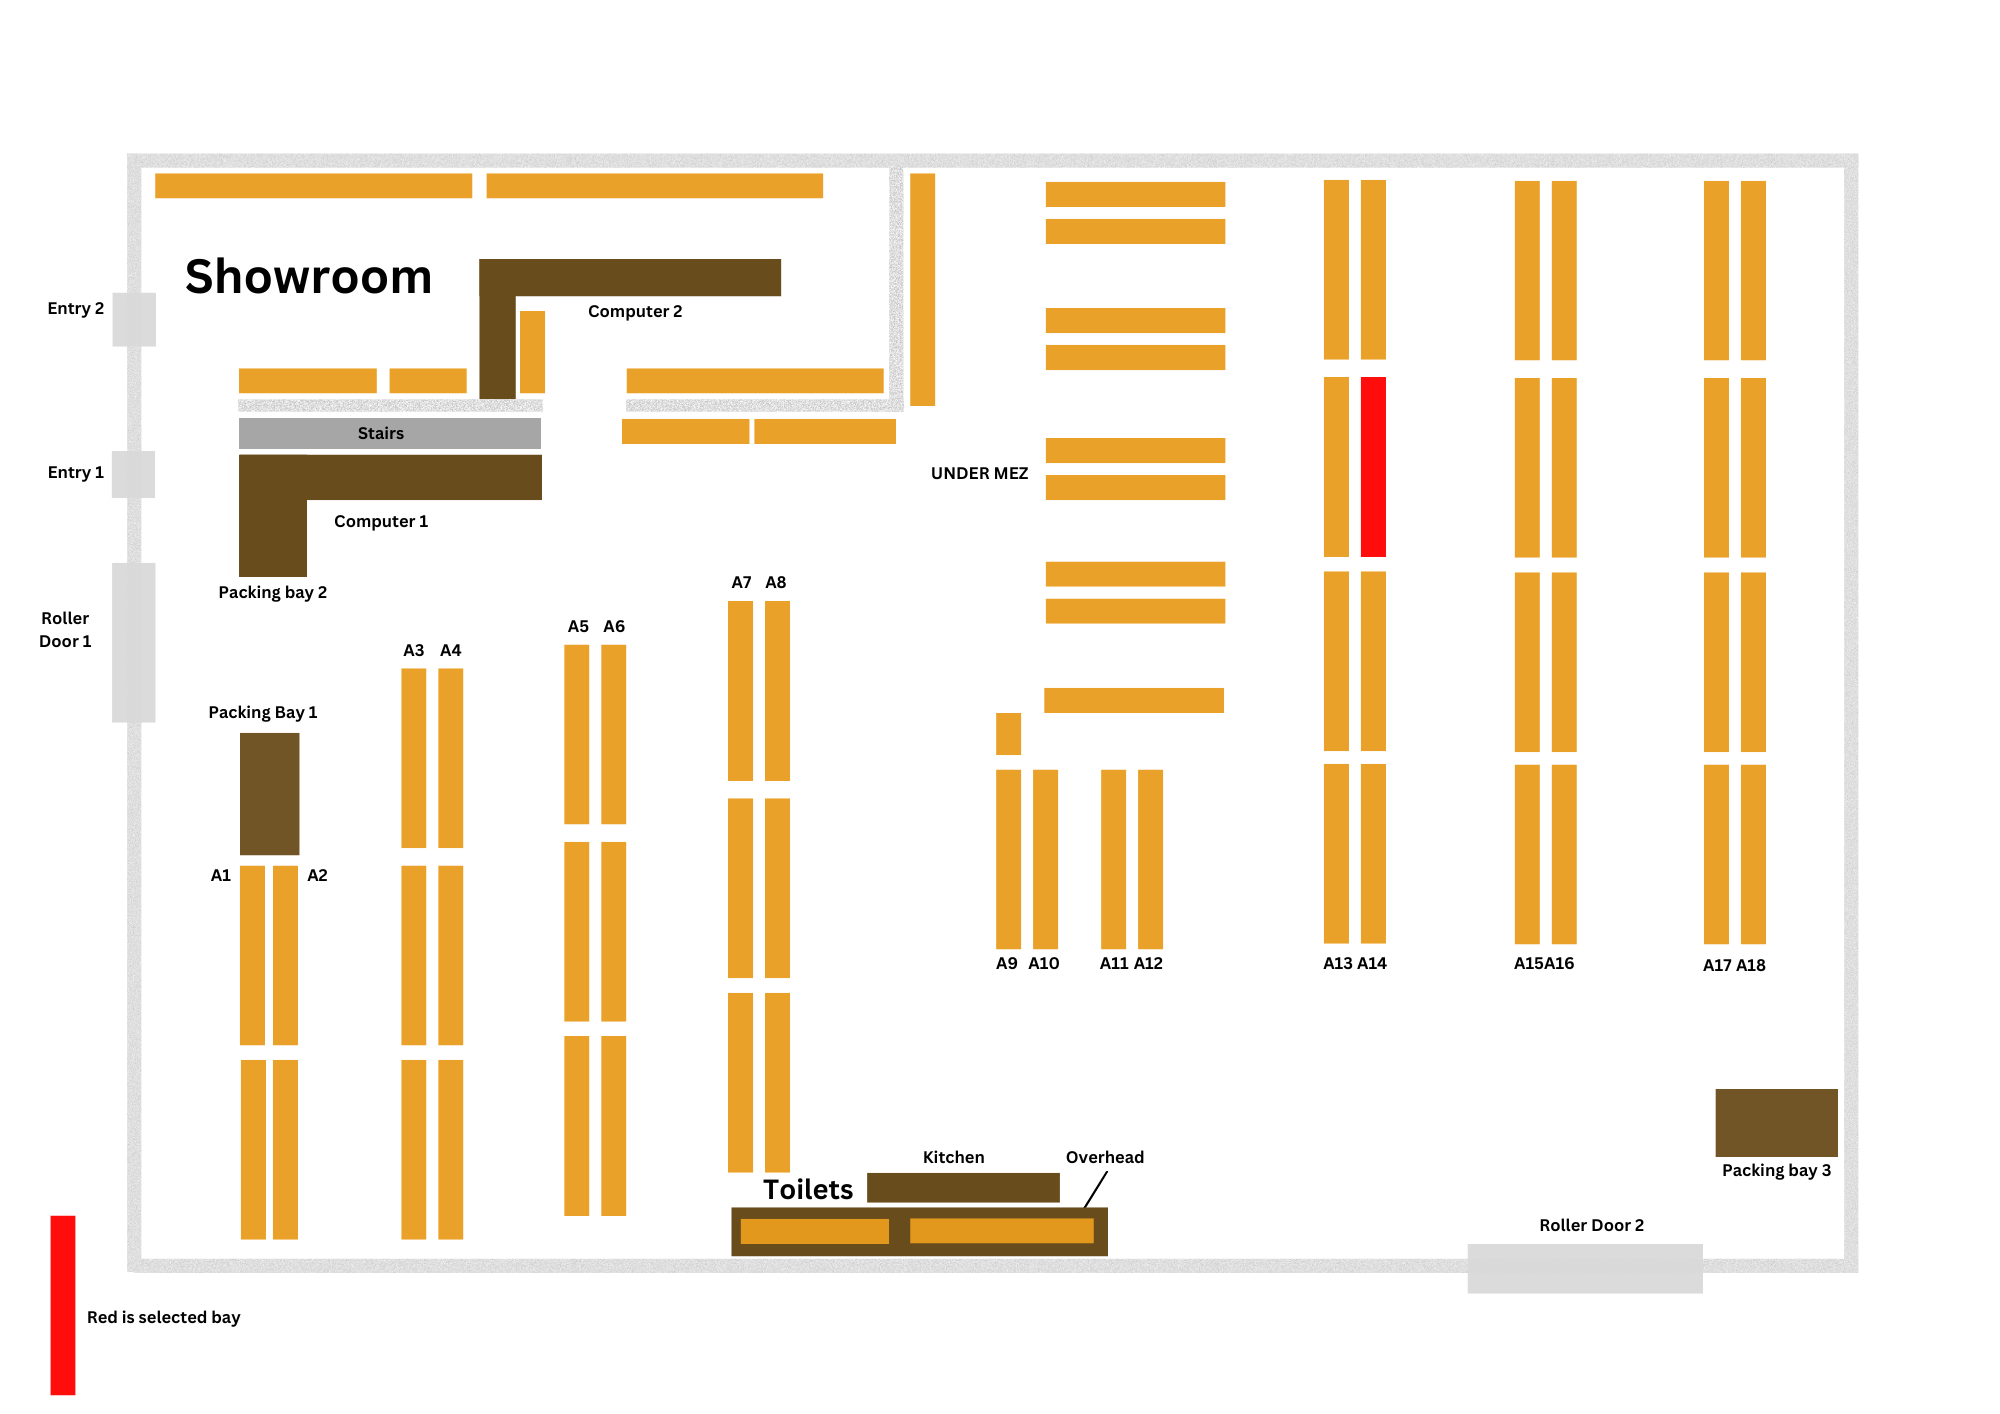 Showroom
Entry 2
Computer 2
Stairs
Entry 1
UNDER MEZ
Computer 1
Packing bay 2
A7 A8
Roller
Door 1
A5 A6
A3 A4
Packing Bay 1
A1 A2
A9 A10 A11 A12 A13 A14 A15 A16 A17 A18
Kitchen
Overhead
Packing bay 3
Toilets
Roller Door 2
Red is selected bay